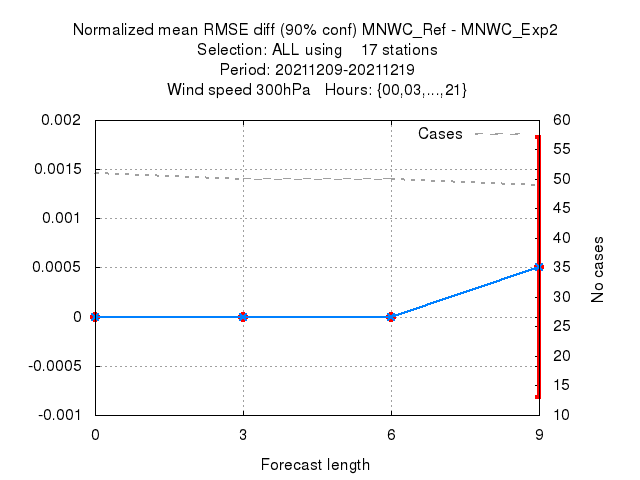 Normalized mean RMSE diff (90% conf) MNWC_Ref - MNWC_Exp2
Selection: ALL using 17 stations
Period: 20211209-20211219
Wind speed 300hPa Hours: {00,03,...,21}
Cases
0.002
0.0015
0.001
0.0005
0
-0.0005
-0.001
60
55
50
45
40
35
30
25
20
15
10
No cases
0 3 6 9
Forecast length